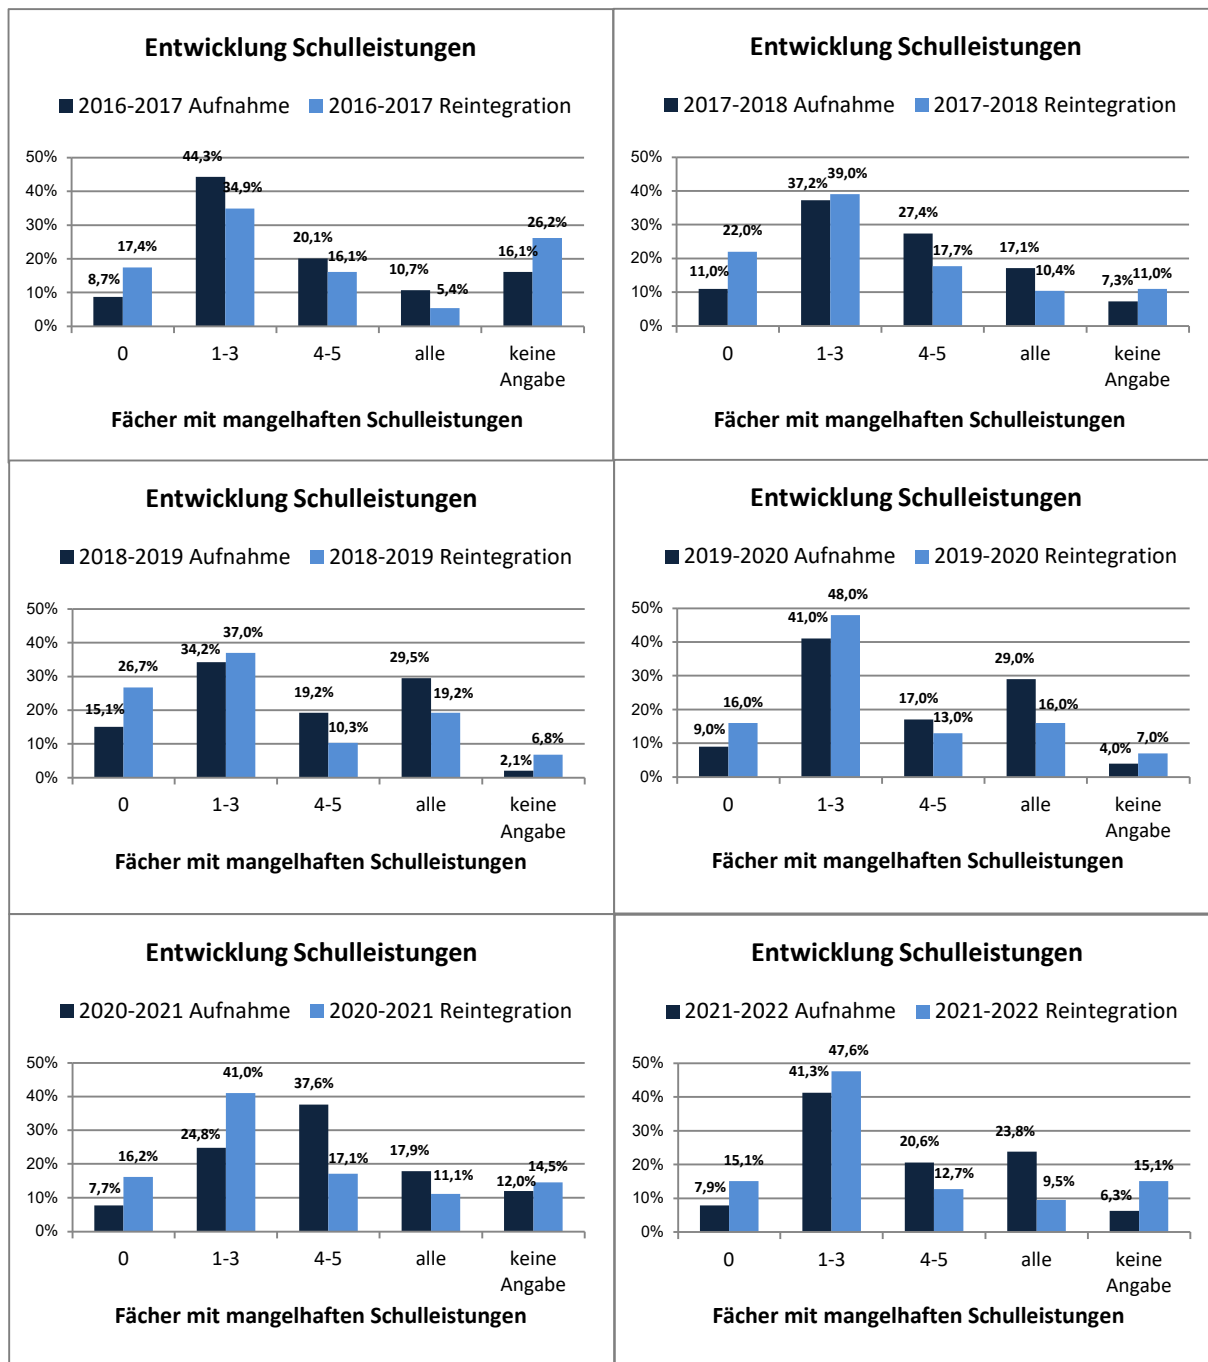 Entwicklung Schulleistungen
2016-2017 Aufnahme 2016-2017 Reintegration
50%
40%
30%
20%
10%
0%
8,7% 17,4% 44,3% 34,9% 20,1% 16,1% 10,7% 5,4% 16,1% 26,2%
0 1-3 4-5 alle keine
Angabe
Fächer mit mangelhaften Schulleistungen
Entwicklung Schulleistungen
2017-2018 Aufnahme 2017-2018 Reintegration
50%
40%
30%
20%
10%
0%
11,0% 22,0% 37,2% 39,0% 27,4% 17,7% 17,1% 10,4% 7,3% 11,0%
0 1-3 4-5 alle keine
Angabe
Fächer mit mangelhaften Schulleistungen
Entwicklung Schulleistungen
2018-2019 Aufnahme 2018-2019 Reintegration
50%
40%
30%
20%
10%
0%
15,1% 26,7% 34,2% 37,0% 19,2% 10,3% 29,5% 19,2% 2,1% 6,8%
0 1-3 4-5 alle keine
Angabe
Fächer mit mangelhaften Schulleistungen
Entwicklung Schulleistungen
2019-2020 Aufnahme 2019-2020 Reintegration
50%
40%
30%
20%
10%
0%
9,0% 16,0% 41,0% 48,0% 17,0% 13,0% 29,0% 16,0% 4,0% 7,0%
0 1-3 4-5 alle keine
Angabe
Fächer mit mangelhaften Schulleistungen
Entwicklung Schulleistungen
2020-2021 Aufnahme 2020-2021 Reintegration
50%
40%
30%
20%
10%
0%
7,7% 16,2% 24,8% 41,0% 37,6% 17,1% 17,9% 11,1% 12,0% 14,5%
0 1-3 4-5 alle keine
Angabe
Fächer mit mangelhaften Schulleistungen
Entwicklung Schulleistungen
2021-2022 Aufnahme 2021-2022 Reintegration
50%
40%
30%
20%
10%
0%
7,9% 15,1% 41,3% 47,6% 20,6% 12,7% 23,8% 9,5% 6,3% 15,1%
0 1-3 4-5 alle keine
Angabe
Fächer mit mangelhaften Schulleistungen